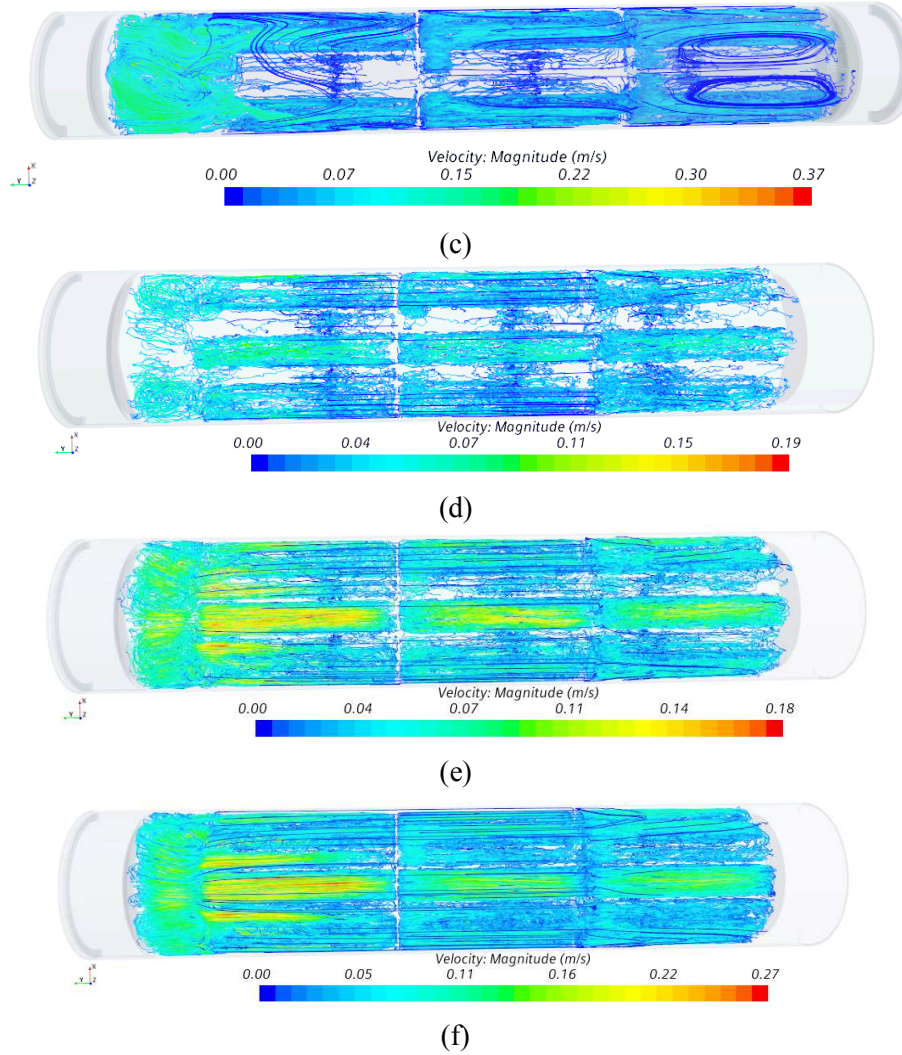 Velocity: Magnitude (m/s)
0.00 0.07 0.15 0.22 0.30 0.37
X
Y Z
(c)
X
Y Z
Velocity: Magnitude (m/s)
0.00 0.04 0.07 0.11 0.15 0.19
(d)
X
Y Z
Velocity: Magnitude (m/s)
0.00 0.04 0.07 0.11 0.14 0.18
(e)
X
Y Z
Velocity: Magnitude (m/s)
0.00 0.05 0.11 0.16 0.22 0.27
(f)